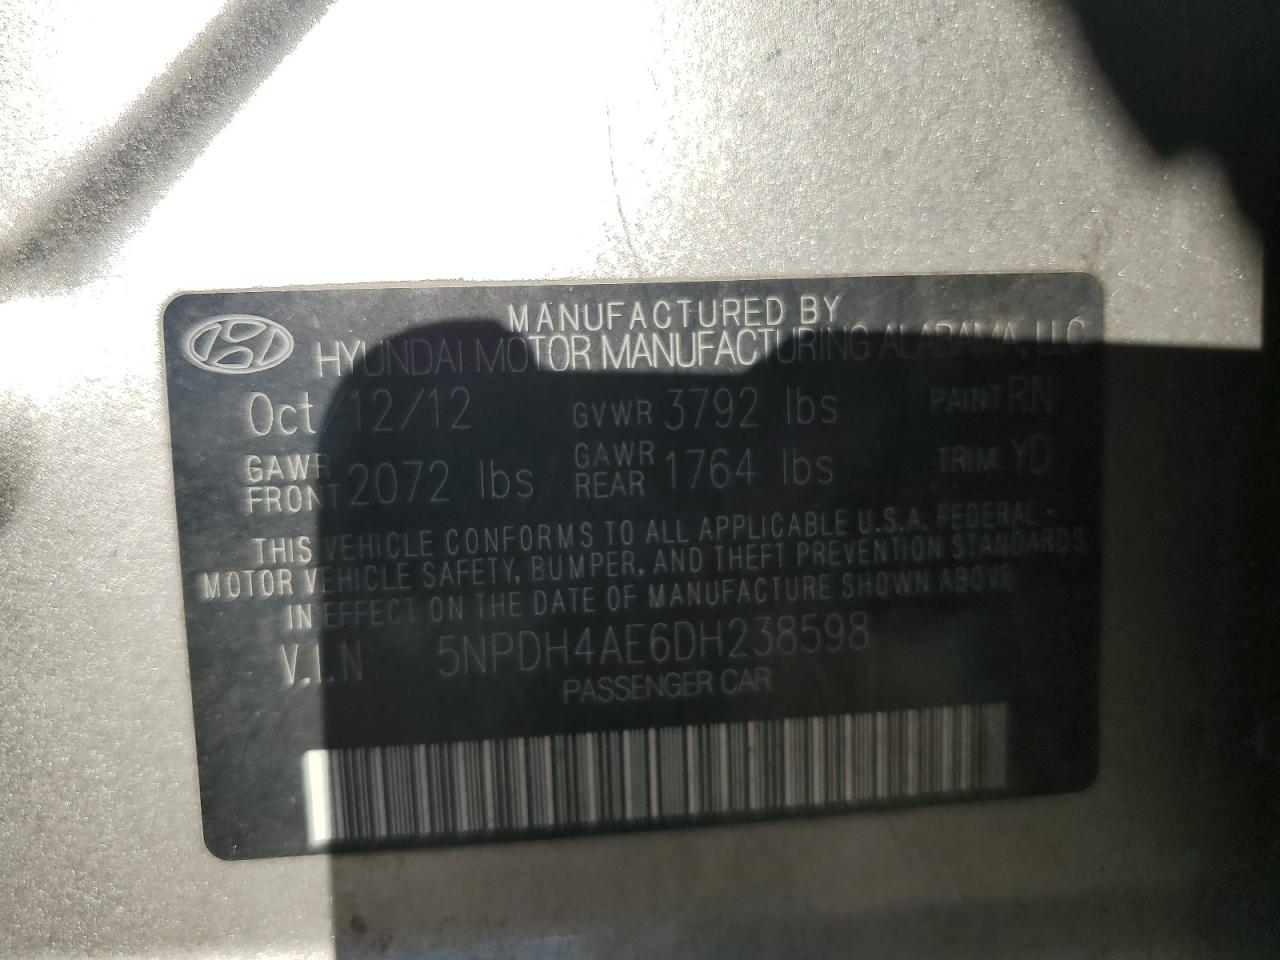 MANUFACTURED BY
HYUNDAI MOTOR MANUFACTURING ALABAMA, LLC
Oct/12/12 GVWR 3792 lbs PAINT RN
GAWR FRONT 2072 lbs GAWR REAR 1764 lbs TRIM YD
THIS VEHICLE CONFORMS TO ALL APPLICABLE U.S.A. FEDERAL -
MOTOR VEHICLE SAFETY, BUMPER, AND THEFT PREVENTION STANDARDS
IN EFFECT ON THE DATE OF MANUFACTURE SHOWN ABOVE
V.I.N 5NPDH4AE6DH238598
PASSENGER CAR